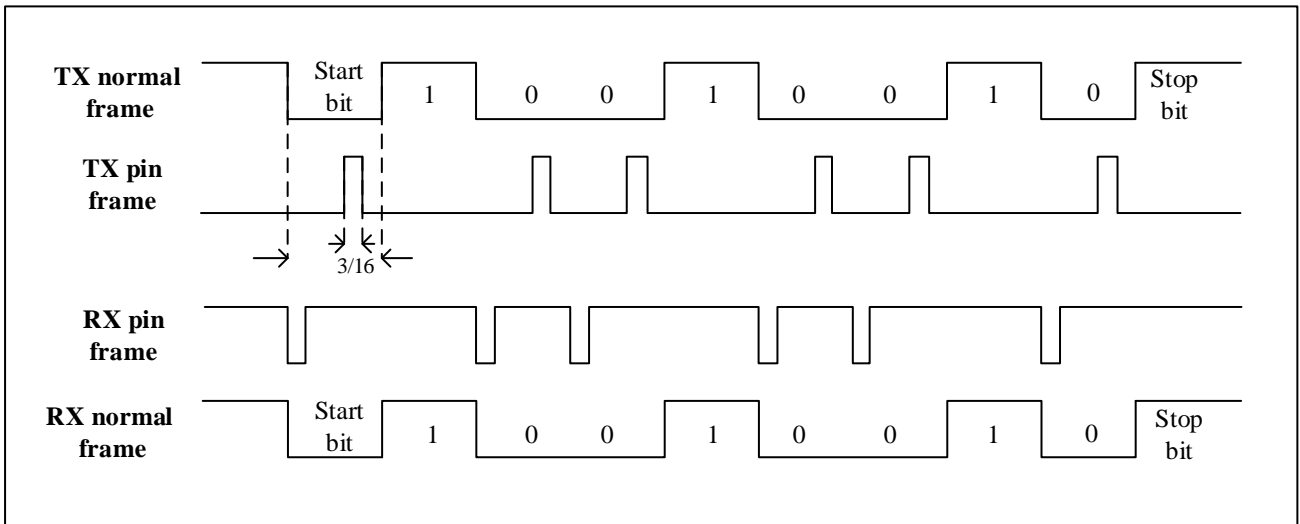 TX normal
frame
Start
bit
1 0 0 1 0 0 1 0
Stop
bit
TX pin
frame
3/16
RX pin
frame
RX normal
frame
Start
bit
1 0 0 1 0 0 1 0
Stop
bit